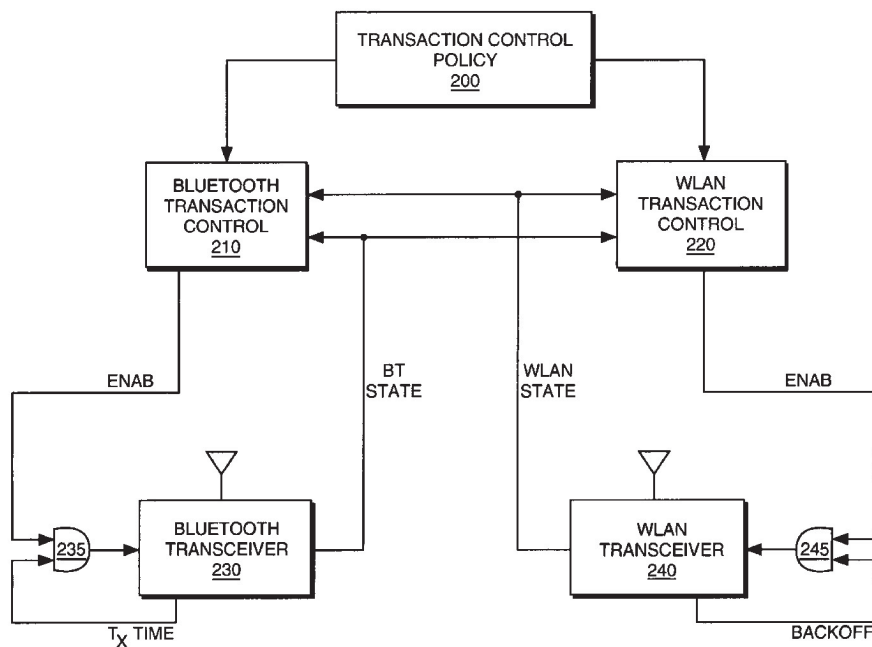 TRANSACTION CONTROL
POLICY
200
BLUETOOTH
TRANSACTION
CONTROL
210
WLAN
TRANSACTION
CONTROL
220
ENAB
BT
STATE
WLAN
STATE
ENAB
235
BLUETOOTH
TRANSCEIVER
230
WLAN
TRANSCEIVER
240
245
TX TIME
BACKOFF